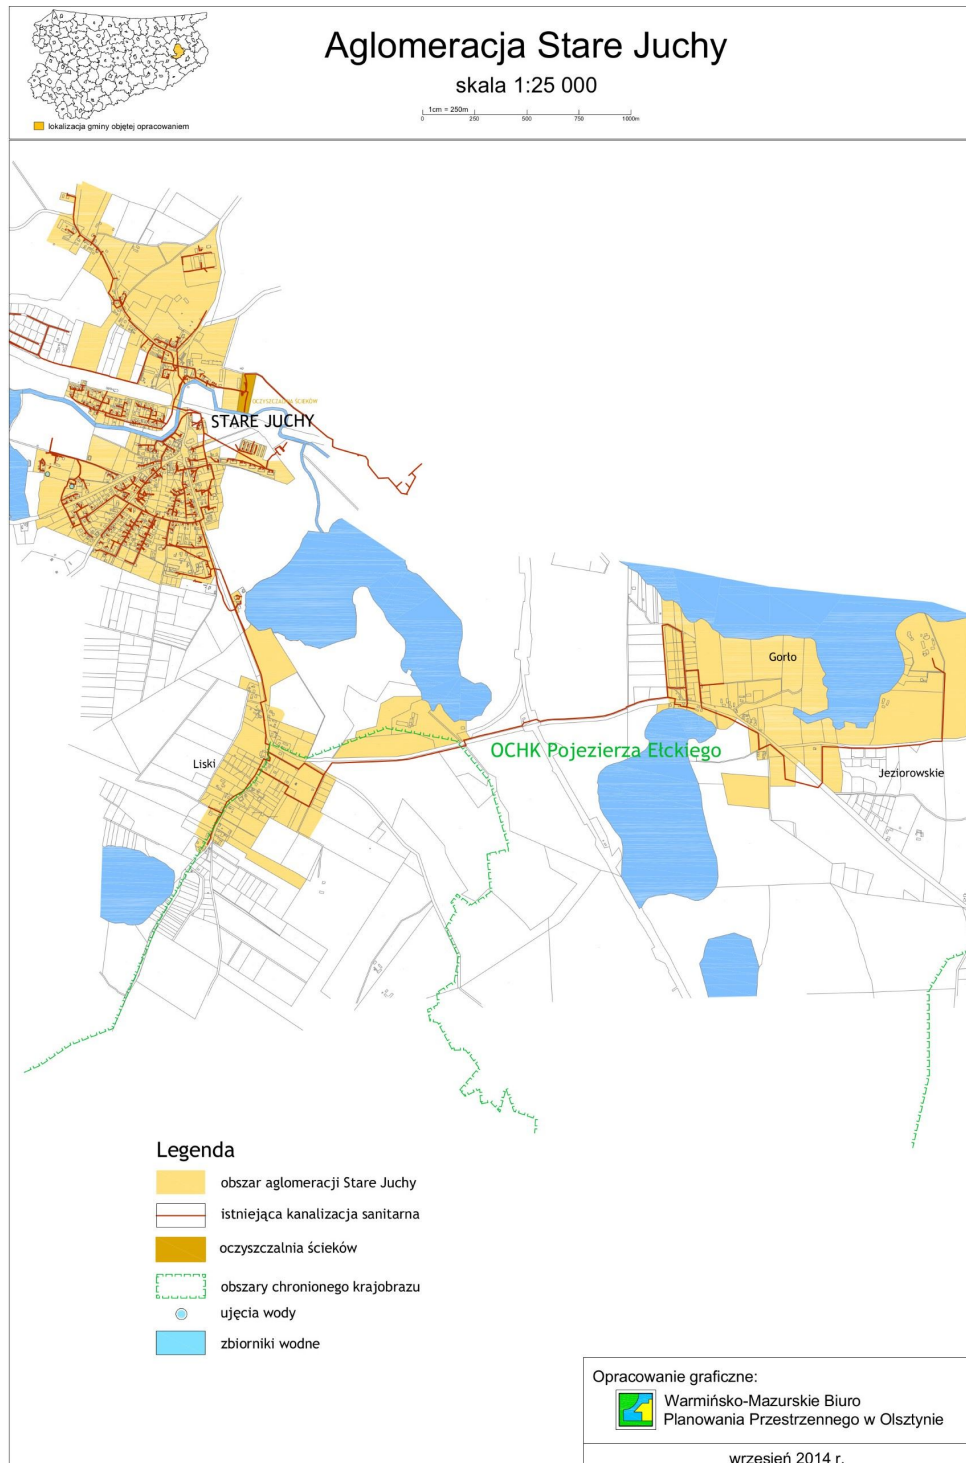 Aglomeracja Stare Juchy
skala 1:25 000
1cm = 250m
0 250 500 750 1000m
lokalizacja gminy objętej opracowaniem
OCZYSZCZALNIA ŚCIEKÓW
STARE JUCHY
Gorło
OCHK Pojezierza Ełckiego
Liski
Jeziorowskie
Legenda
obszar aglomeracji Stare Juchy
istniejąca kanalizacja sanitarna
oczyszczalnia ścieków
obszary chronionego krajobrazu
ujęcia wody
zbiorniki wodne
Opracowanie graficzne:
Warmińsko-Mazurskie Biuro
Planowania Przestrzennego w Olsztynie
wrzesień 2014 r.